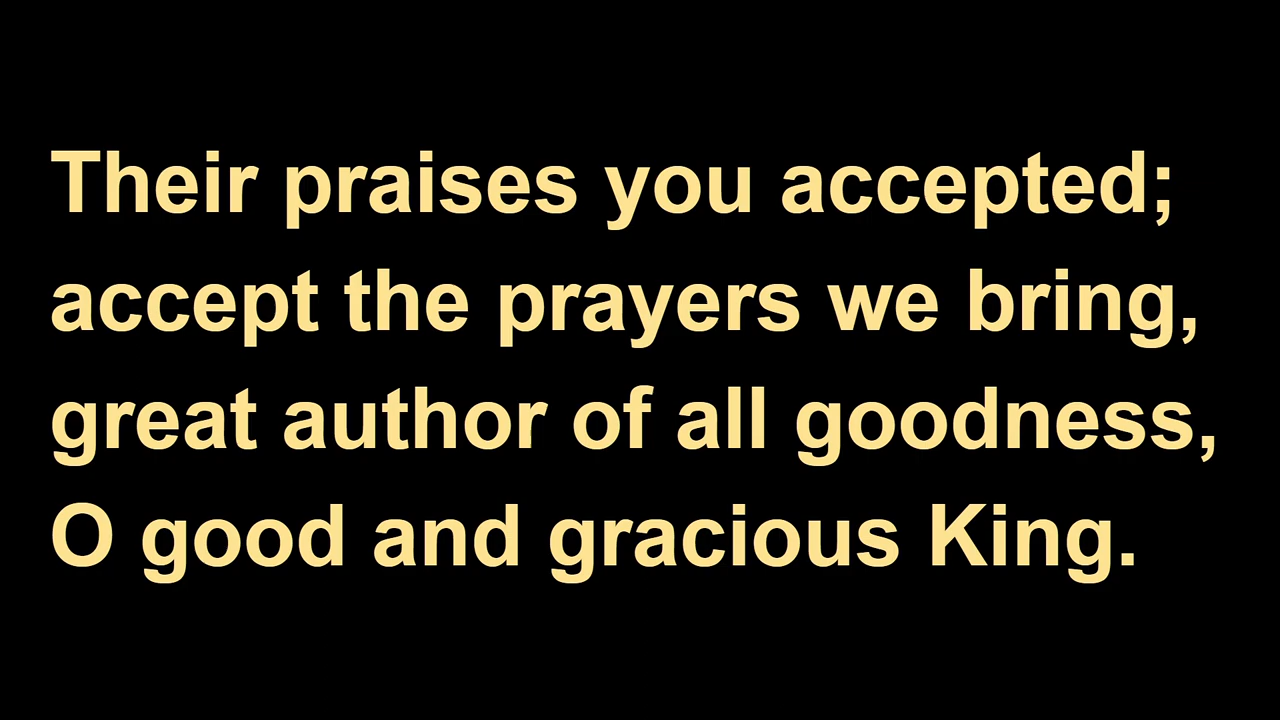 Their praises you accepted;
accept the prayers we bring,
great author of all goodness,
O good and gracious King.